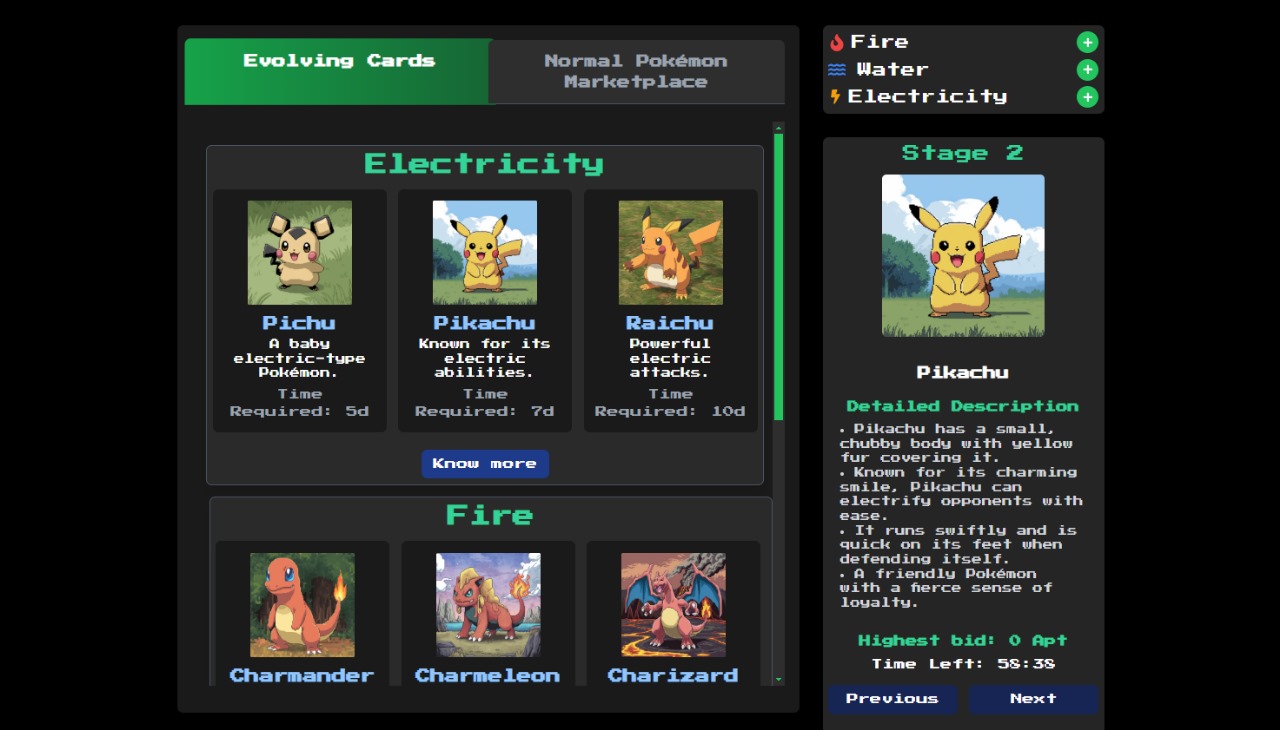 Evolving Cards
Normal Pokémon
Marketplace
Electricity
Pichu
A baby
electric-type
Pokémon.
Time
Required: 5d
Pikachu
Known for its
electric
abilities.
Time
Required: 7d
Raichu
Powerful
electric
attacks.
Time
Required: 10d
Know more
Fire
Charmander
Charmeleon
Charizard
Fire
Water
Electricity
Stage 2
Pikachu
Detailed Description
• Pikachu has a small,
chubby body with yellow
fur covering it.
• Known for its charming
smile, Pikachu can
electrify opponents with
ease.
• It runs swiftly and is
quick on its feet when
defending itself.
• A friendly Pokémon
with a fierce sense of
loyalty.
Highest bid: 0 Apt
Time Left: 58:38
Previous
Next